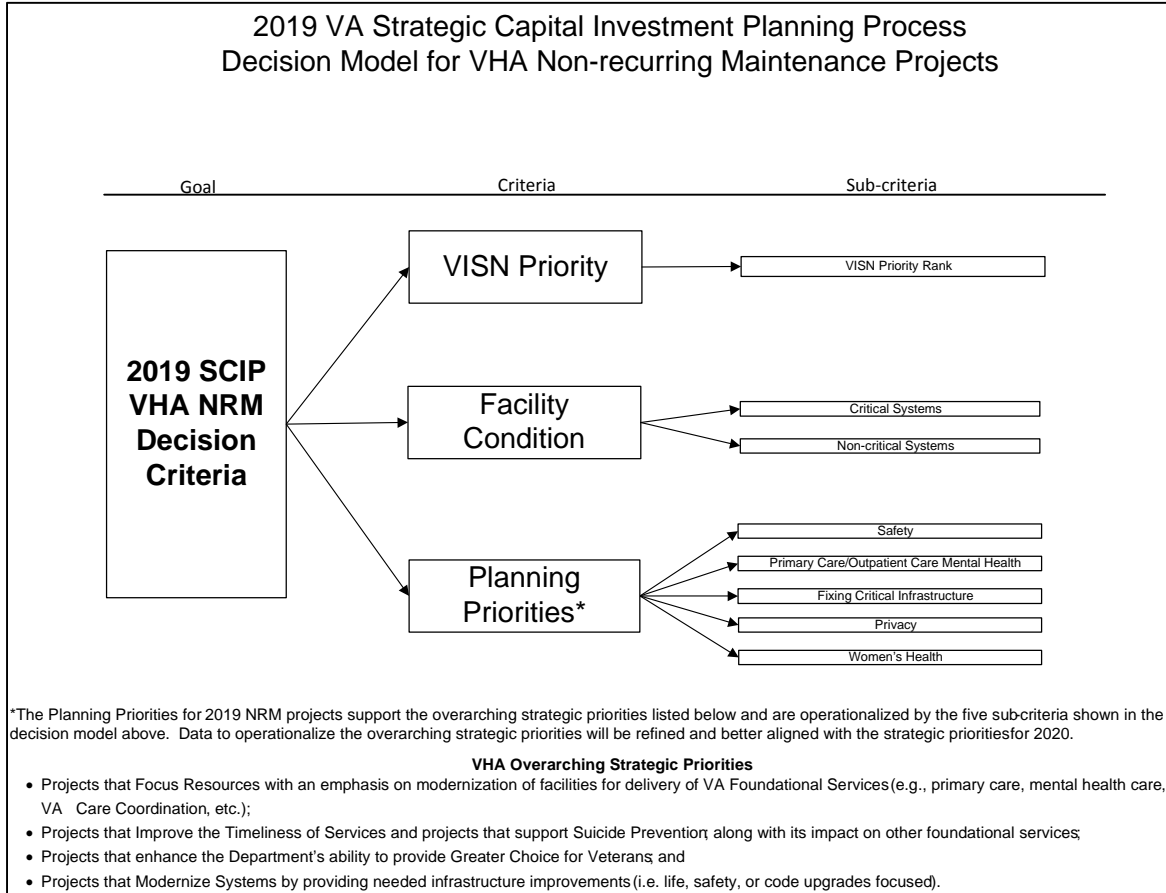 2019 VA Strategic Capital Investment Planning Process
Decision Model for VHA Non-recurring Maintenance Projects
Goal
Criteria
Sub-criteria
2019 SCIP
VHA NRM
Decision
Criteria
VISN Priority
VISN Priority Rank
Facility
Condition
Critical Systems
Non-critical Systems
Planning
Priorities*
Safety
Primary Care/Outpatient Care Mental Health
Fixing Critical Infrastructure
Privacy
Women's Health
*The Planning Priorities for 2019 NRM projects support the overarching strategic priorities listed below and are operationalized by the five sub-criteria shown in the
decision model above. Data to operationalize the overarching strategic priorities will be refined and better aligned with the strategic priorities for 2020.
VHA Overarching Strategic Priorities
• Projects that Focus Resources with an emphasis on modernization of facilities for delivery of VA Foundational Services (e.g., primary care, mental health care,
VA Care Coordination, etc.);
• Projects that Improve the Timeliness of Services and projects that support Suicide Prevention; along with its impact on other foundational services;
• Projects that enhance the Department's ability to provide Greater Choice for Veterans; and
• Projects that Modernize Systems by providing needed infrastructure improvements (i.e. life, safety, or code upgrades focused).